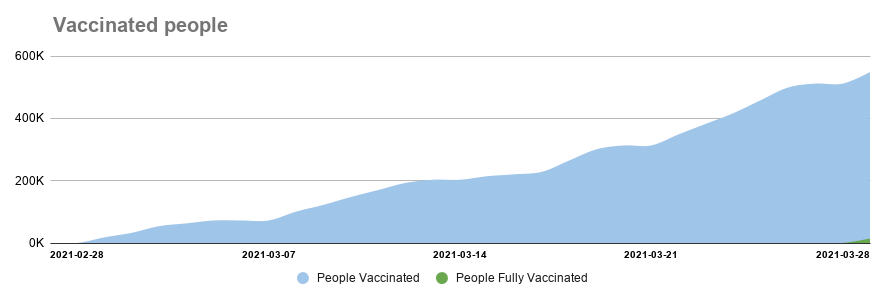 Vaccinated people
600K
400K
200K
0K
2021-02-28 2021-03-07 2021-03-14 2021-03-21 2021-03-28
People Vaccinated People Fully Vaccinated